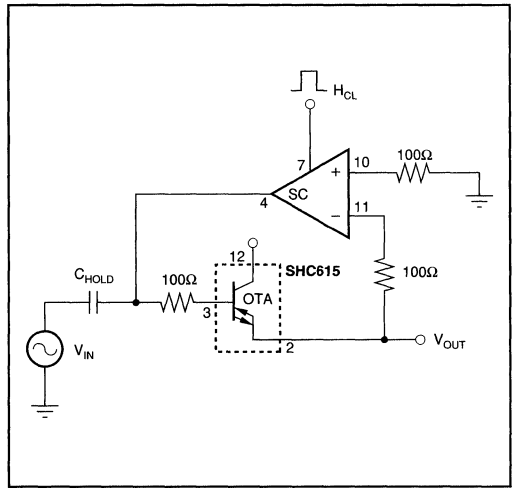 H_CL
7
10
100Ω
+
SC
4
11
−
12
SHC615
100Ω
C_HOLD
100Ω
OTA
3
2
V_OUT
V_IN